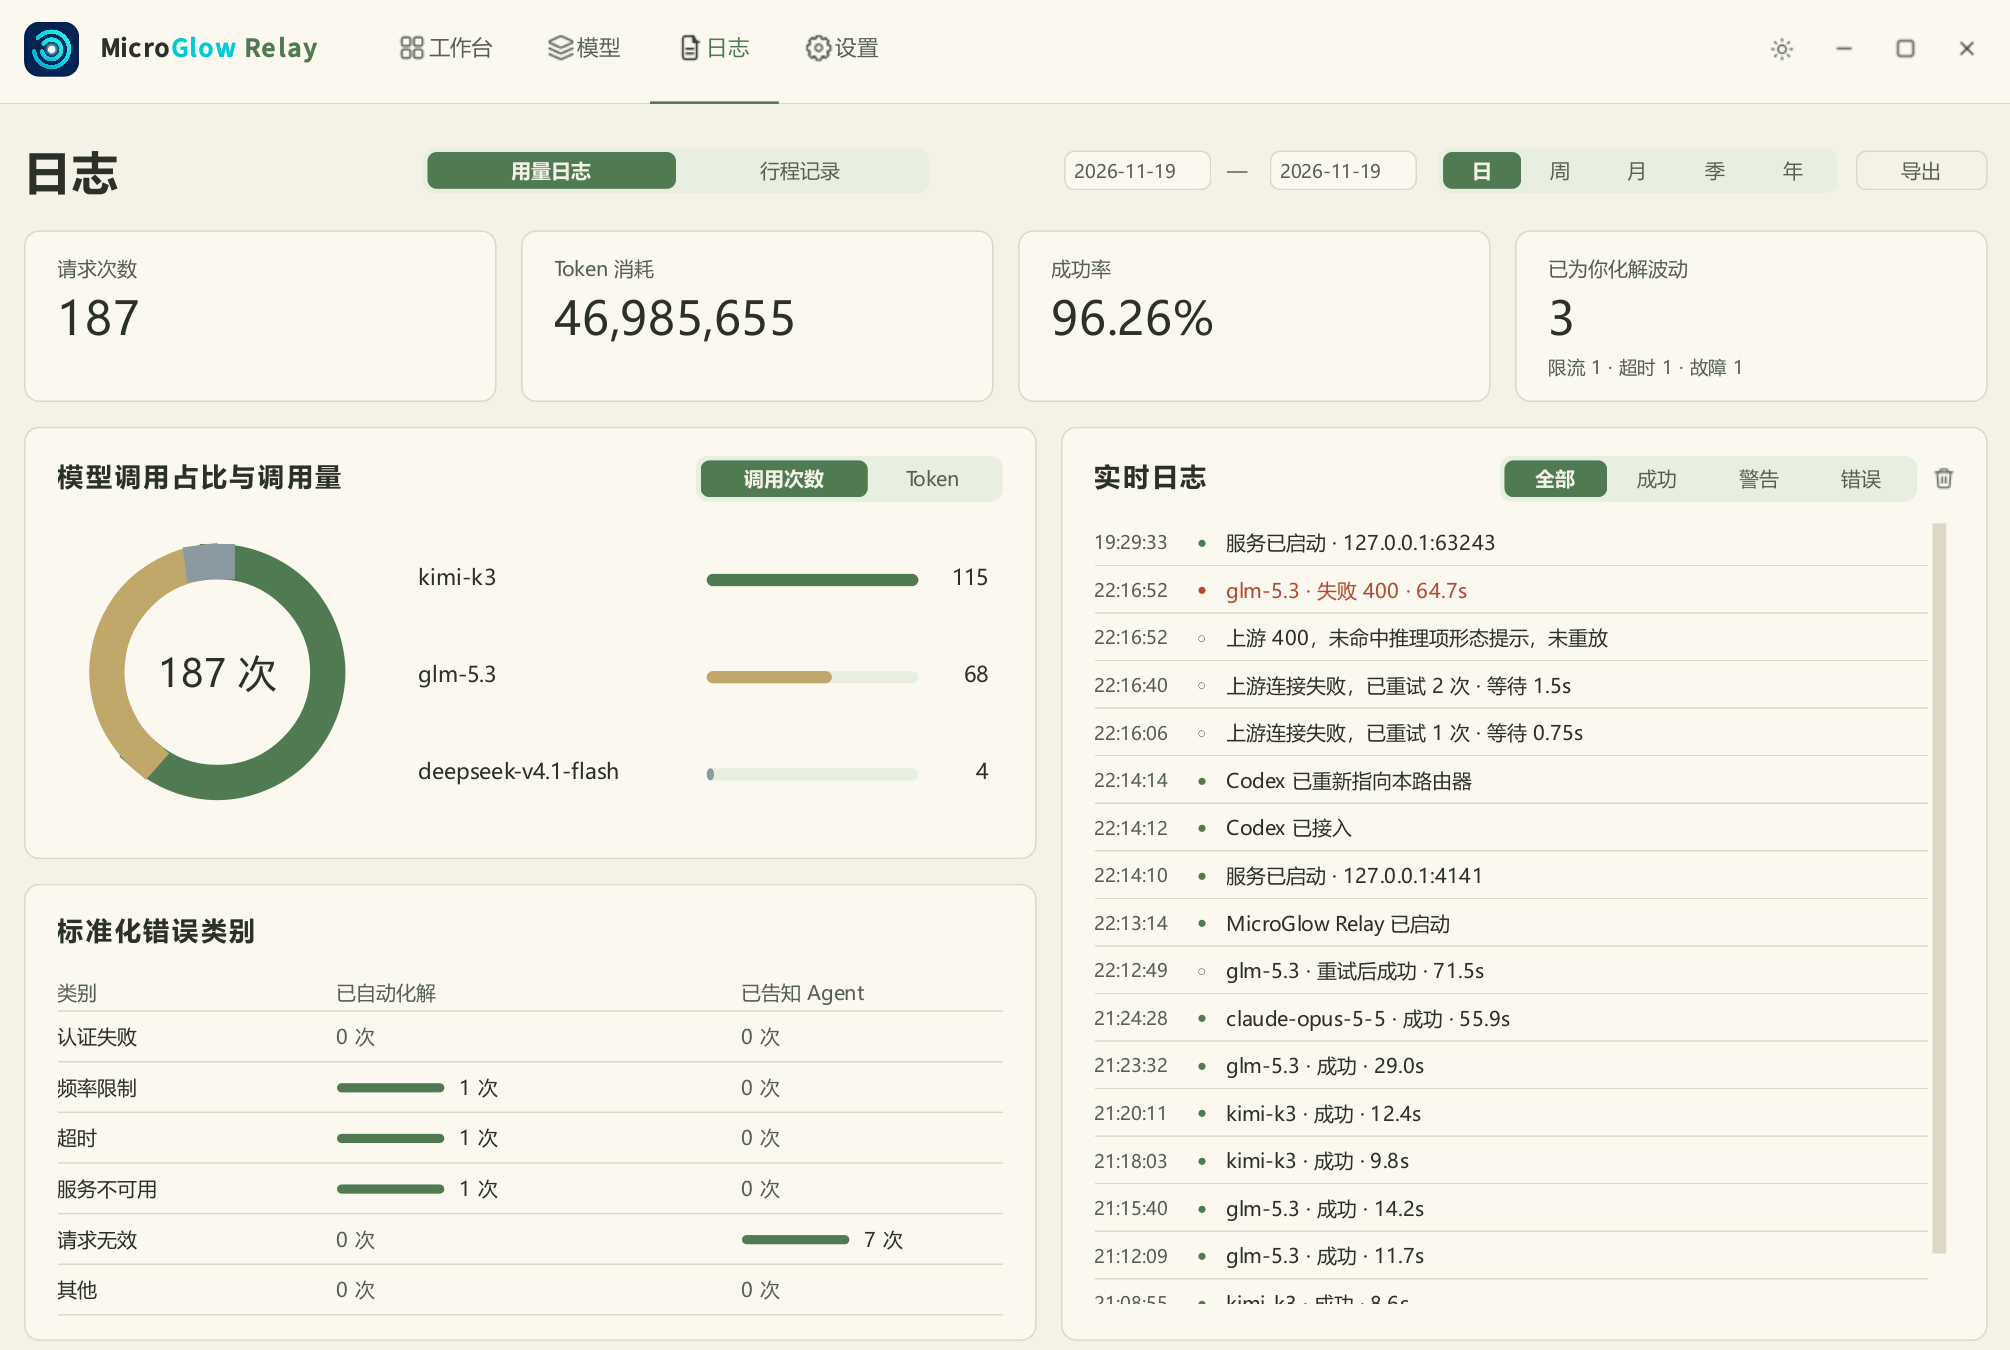 MicroGlow Relay
工作台
模型
日志
设置
日志
用量日志
行程记录
2026-11-19 — 2026-11-19
日
周
月
季
年
导出
请求次数
187
Token 消耗
46,985,655
成功率
96.26%
已为你化解波动
3
限流 1 · 超时 1 · 故障 1
模型调用占比与调用量
调用次数
Token
187 次
kimi-k3 115
glm-5.3 68
deepseek-v4.1-flash 4
标准化错误类别
类别 已自动化解 已告知 Agent
认证失败 0 次 0 次
频率限制 1 次 0 次
超时 1 次 0 次
服务不可用 1 次 0 次
请求无效 0 次 7 次
其他 0 次 0 次
实时日志
全部
成功
警告
错误
19:29:33 服务已启动 · 127.0.0.1:63243
22:16:52 glm-5.3 · 失败 400 · 64.7s
22:16:52 上游 400，未命中推理项形态提示，未重放
22:16:40 上游连接失败，已重试 2 次 · 等待 1.5s
22:16:06 上游连接失败，已重试 1 次 · 等待 0.75s
22:14:14 Codex 已重新指向本路由器
22:14:12 Codex 已接入
22:14:10 服务已启动 · 127.0.0.1:4141
22:13:14 MicroGlow Relay 已启动
22:12:49 glm-5.3 · 重试后成功 · 71.5s
21:24:28 claude-opus-5-5 · 成功 · 55.9s
21:23:32 glm-5.3 · 成功 · 29.0s
21:20:11 kimi-k3 · 成功 · 12.4s
21:18:03 kimi-k3 · 成功 · 9.8s
21:15:40 glm-5.3 · 成功 · 14.2s
21:12:09 glm-5.3 · 成功 · 11.7s
21:08:55 kimi-k3 · 成功 · 8.6s